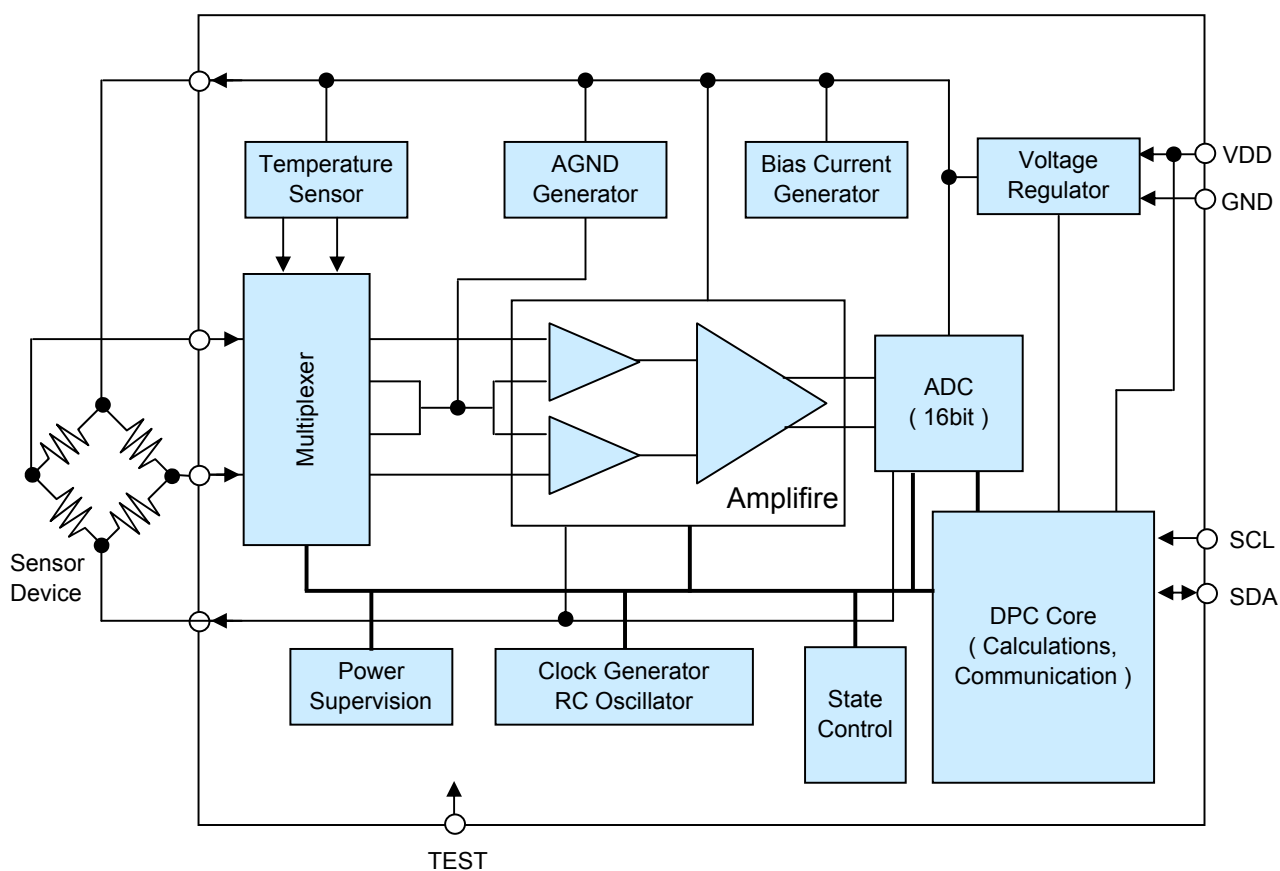 Temperature
Sensor
AGND
Generator
Bias Current
Generator
Voltage
Regulator
VDD
GND
Multiplexer
ADC
( 16bit )
Amplifire
Sensor
Device
SCL
SDA
DPC Core
( Calculations,
Communication )
Power
Supervision
Clock Generator
RC Oscillator
State
Control
TEST